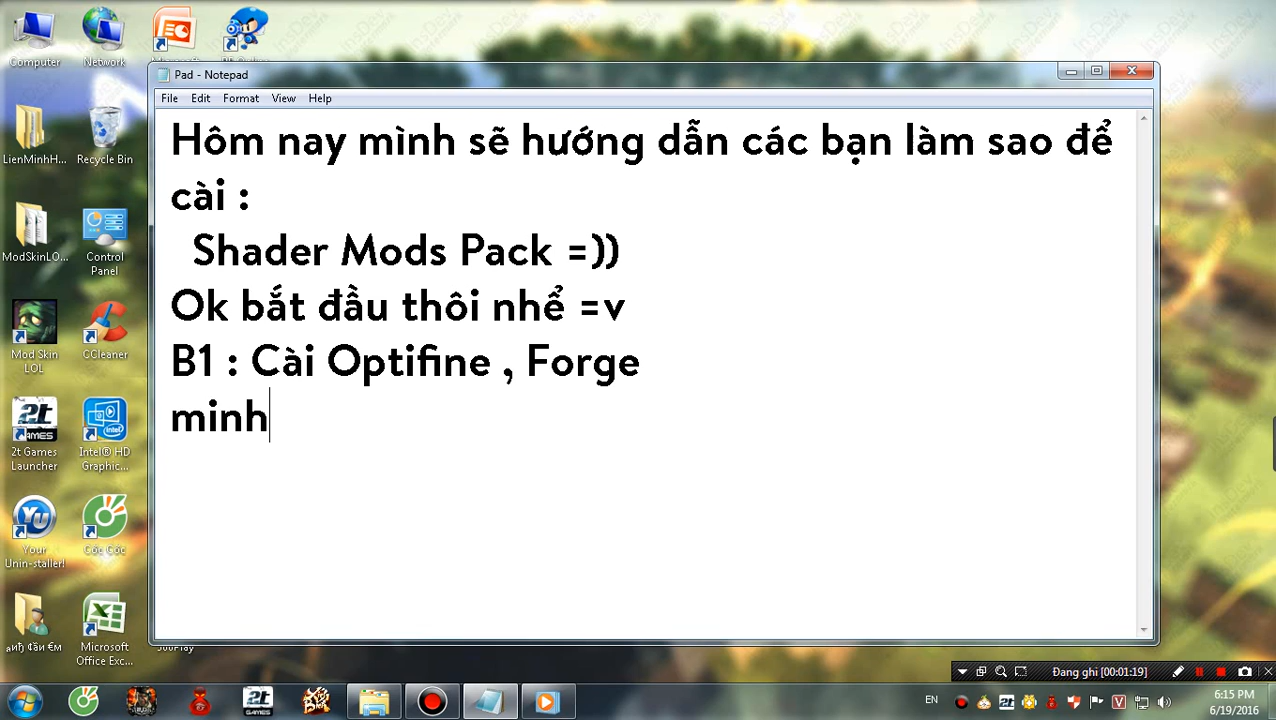 Computer
Network
Pad - Notepad
File Edit Format View Help
Hôm nay mình sẽ hướng dẫn các bạn làm sao để
cài :
Shader Mods Pack =))
Ok bắt đầu thôi nhể =v
B1 : Cài Optifine , Forge
minh
LienMinhH...
Recycle Bin
ModSkinLO...
Control
Panel
Mod Skin
LOL
CCleaner
2t Games
Launcher
Intel® HD
Graphic...
Your
Unin-staller!
Cốc Cốc
Microsoft
Office Exc...
Đang ghi [00:01:19]
EN
6:15 PM
6/19/2016